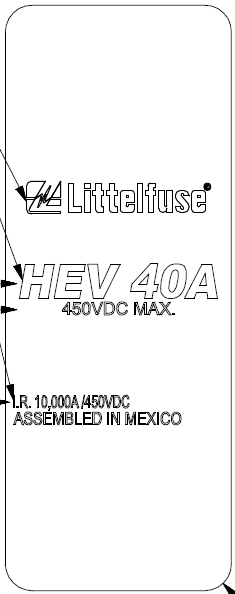 Littelfuse®
HEV 40A
450VDC MAX.
I.R. 10,000A /450VDC
ASSEMBLED IN MEXICO